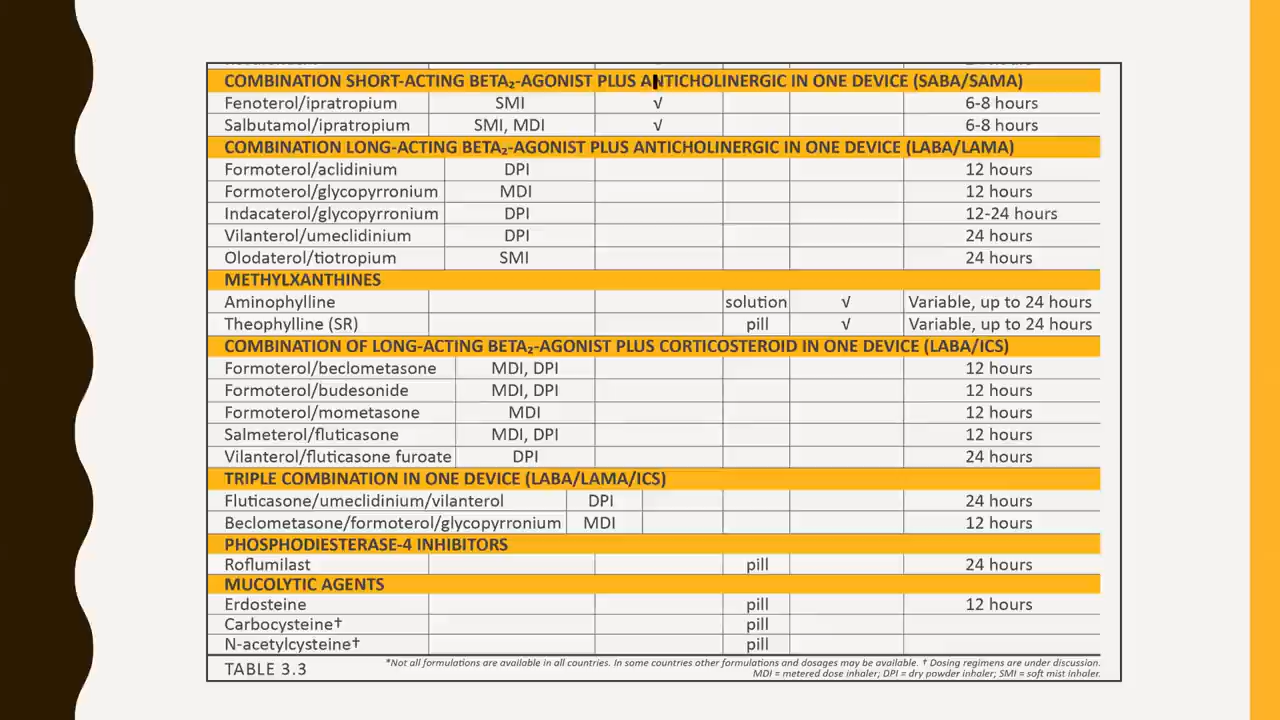 COMBINATION SHORT-ACTING BETA₂-AGONIST PLUS ANTICHOLINERGIC IN ONE DEVICE (SABA/SAMA)
Fenoterol/ipratropium SMI √ 6-8 hours
Salbutamol/ipratropium SMI, MDI √ 6-8 hours
COMBINATION LONG-ACTING BETA₂-AGONIST PLUS ANTICHOLINERGIC IN ONE DEVICE (LABA/LAMA)
Formoterol/aclidinium DPI 12 hours
Formoterol/glycopyrronium MDI 12 hours
Indacaterol/glycopyrronium DPI 12-24 hours
Vilanterol/umeclidinium DPI 24 hours
Olodaterol/tiotropium SMI 24 hours
METHYLXANTHINES
Aminophylline solution √ Variable, up to 24 hours
Theophylline (SR) pill √ Variable, up to 24 hours
COMBINATION OF LONG-ACTING BETA₂-AGONIST PLUS CORTICOSTEROID IN ONE DEVICE (LABA/ICS)
Formoterol/beclometasone MDI, DPI 12 hours
Formoterol/budesonide MDI, DPI 12 hours
Formoterol/mometasone MDI 12 hours
Salmeterol/fluticasone MDI, DPI 12 hours
Vilanterol/fluticasone furoate DPI 24 hours
TRIPLE COMBINATION IN ONE DEVICE (LABA/LAMA/ICS)
Fluticasone/umeclidinium/vilanterol DPI 24 hours
Beclometasone/formoterol/glycopyrronium MDI 12 hours
PHOSPHODIESTERASE-4 INHIBITORS
Roflumilast pill 24 hours
MUCOLYTIC AGENTS
Erdosteine pill 12 hours
Carbocysteine† pill
N-acetylcysteine† pill
TABLE 3.3
*Not all formulations are available in all countries. In some countries other formulations and dosages may be available. † Dosing regimens are under discussion.
MDI = metered dose inhaler; DPI = dry powder inhaler; SMI = soft mist inhaler.